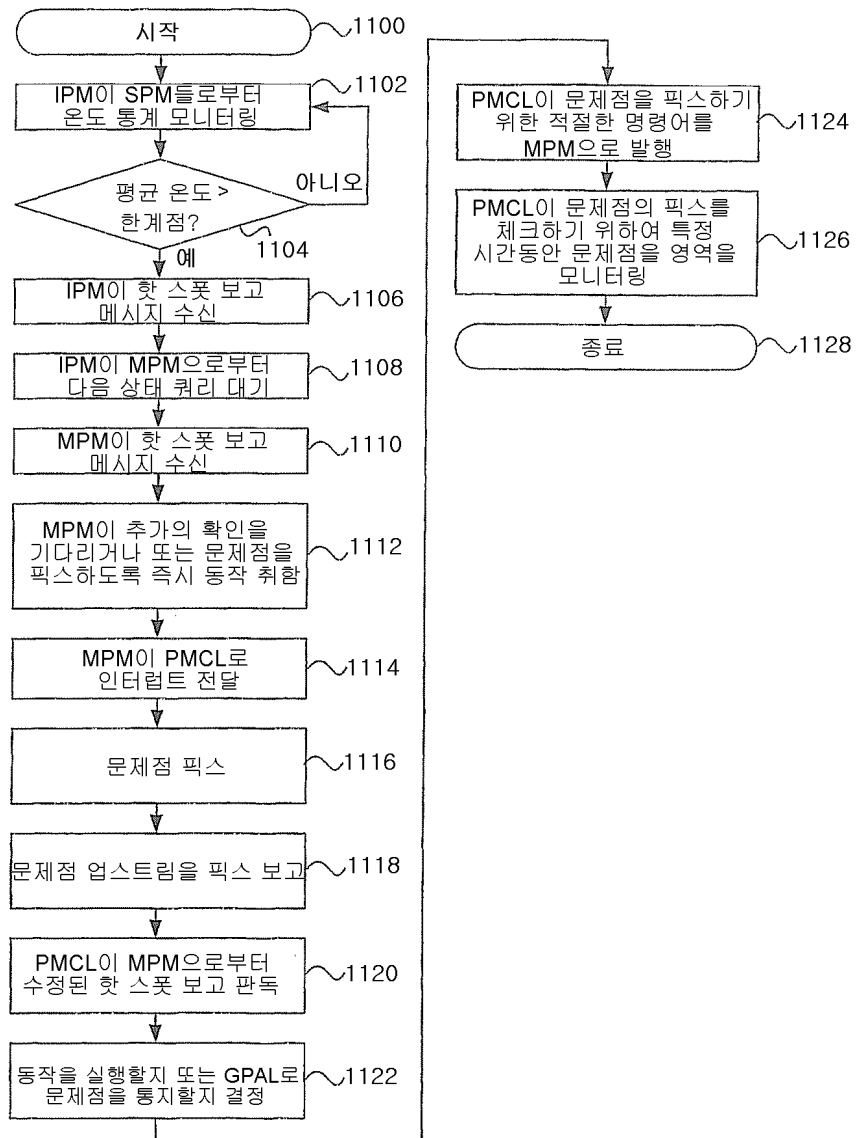 시작
1100
IPM이 SPM들로부터
온도 통계 모니터링
1102
평균 온도>
한계점?
아니오
1104
예
IPM이 핫 스폿 보고
메시지 수신
1106
IPM이 MPM으로부터
다음 상태 쿼리 대기
1108
MPM이 핫 스폿 보고
메시지 수신
1110
MPM이 추가의 확인을
기다리거나 또는 문제점을
픽스하도록 즉시 동작 취함
1112
MPM이 PMCL로
인터럽트 전달
1114
문제점 픽스
1116
문제점 업스트림을 픽스 보고
1118
PMCL이 MPM으로부터
수정된 핫 스폿 보고 판독
1120
동작을 실행할지 또는 GPAL로
문제점을 통지할지 결정
1122
PMCL이 문제점을 픽스하기
위한 적절한 명령어를
MPM으로 발행
1124
PMCL이 문제점의 픽스를
체크하기 위하여 특정
시간동안 문제점을 영역을
모니터링
1126
종료
1128